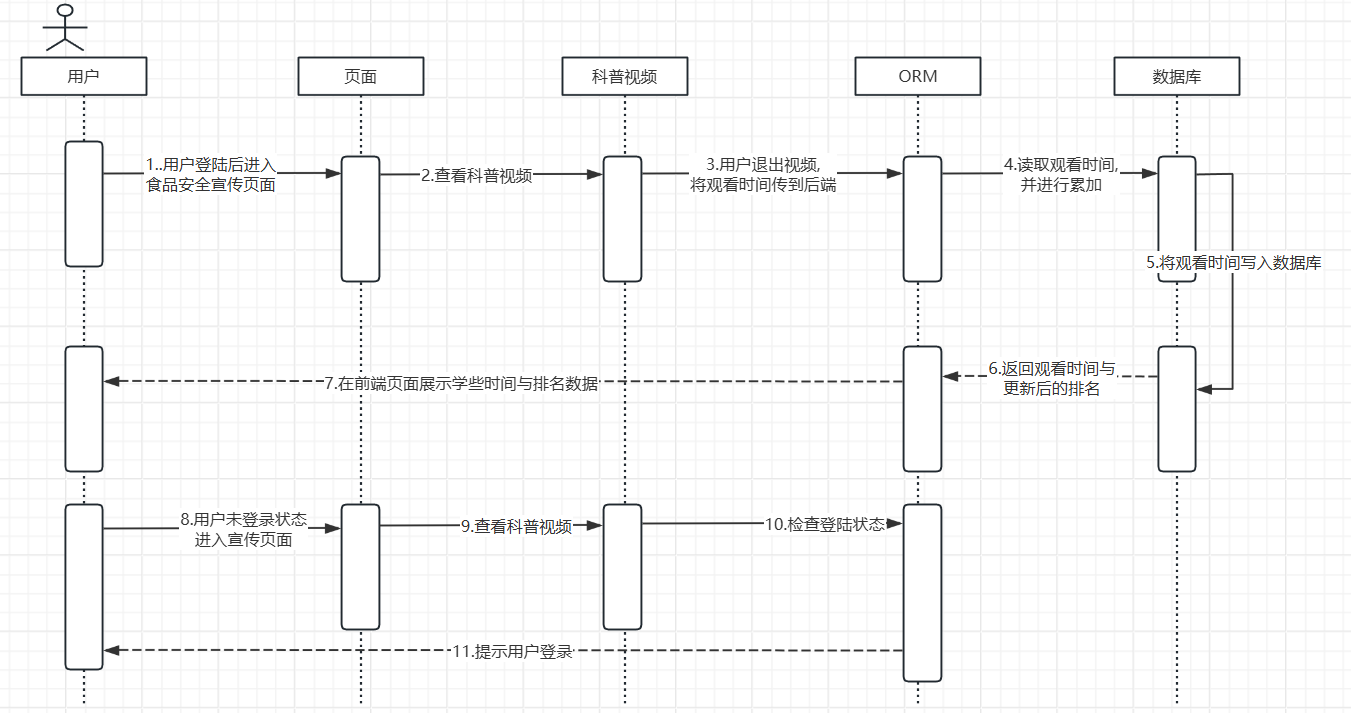 用户
页面
科普视频
ORM
数据库
1..用户登陆后进入
食品安全宣传页面
2.查看科普视频
3.用户退出视频,
将观看时间传到后端
4.读取观看时间,
并进行累加
5.将观看时间写入数据库
6.返回观看时间与
更新后的排名
7.在前端页面展示学些时间与排名数据
8.用户未登录状态
进入宣传页面
9.查看科普视频
10.检查登陆状态
11.提示用户登录